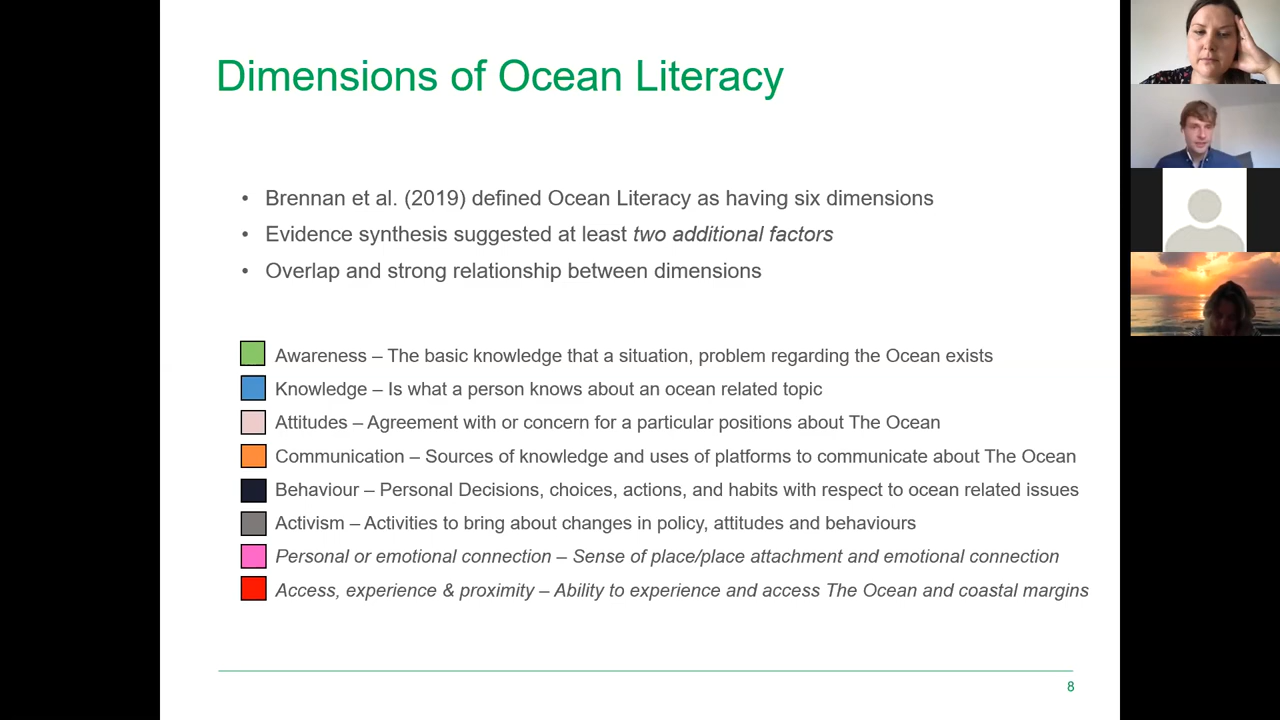 Dimensions of Ocean Literacy
• Brennan et al. (2019) defined Ocean Literacy as having six dimensions
• Evidence synthesis suggested at least two additional factors
• Overlap and strong relationship between dimensions
Awareness – The basic knowledge that a situation, problem regarding the Ocean exists
Knowledge – Is what a person knows about an ocean related topic
Attitudes – Agreement with or concern for a particular positions about The Ocean
Communication – Sources of knowledge and uses of platforms to communicate about The Ocean
Behaviour – Personal Decisions, choices, actions, and habits with respect to ocean related issues
Activism – Activities to bring about changes in policy, attitudes and behaviours
Personal or emotional connection – Sense of place/place attachment and emotional connection
Access, experience & proximity – Ability to experience and access The Ocean and coastal margins
8